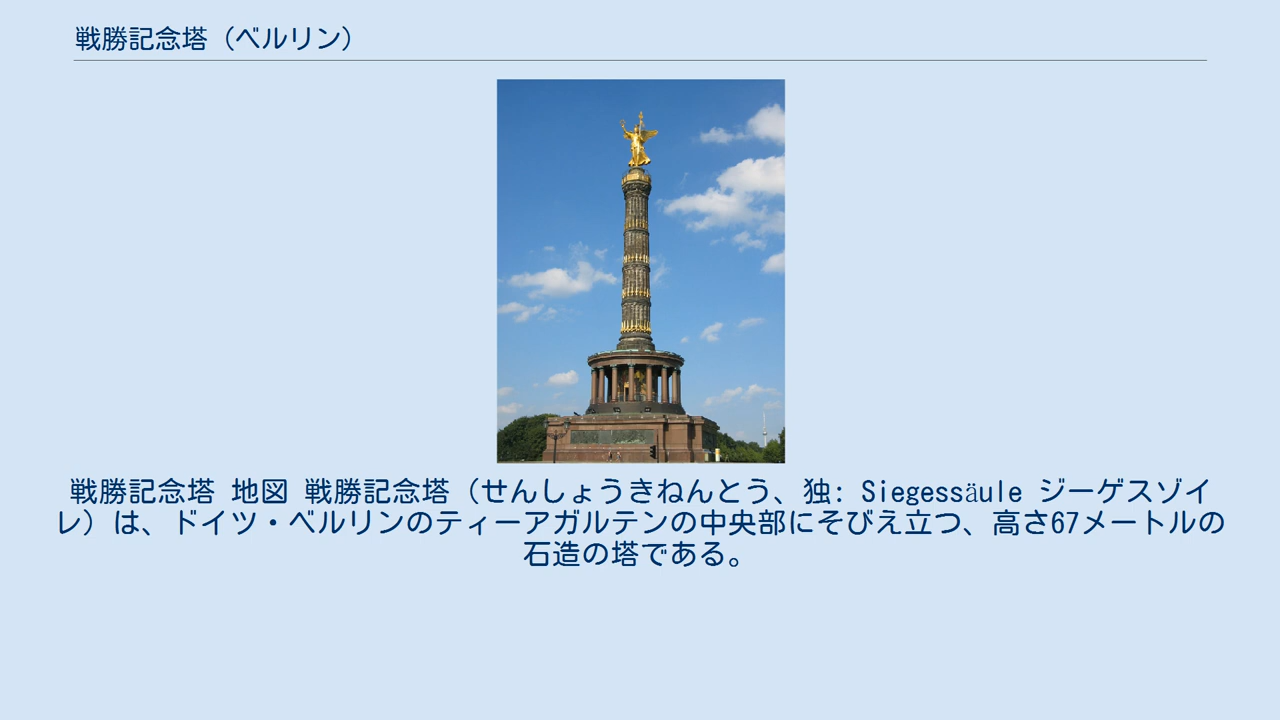 戦勝記念塔（ベルリン）
戦勝記念塔 地図 戦勝記念塔（せんしょうきねんとう、独: Siegessäule ジーゲスゾイ
レ）は、ドイツ・ベルリンのティーアガルテンの中央部にそびえ立つ、高さ67メートルの
石造の塔である。